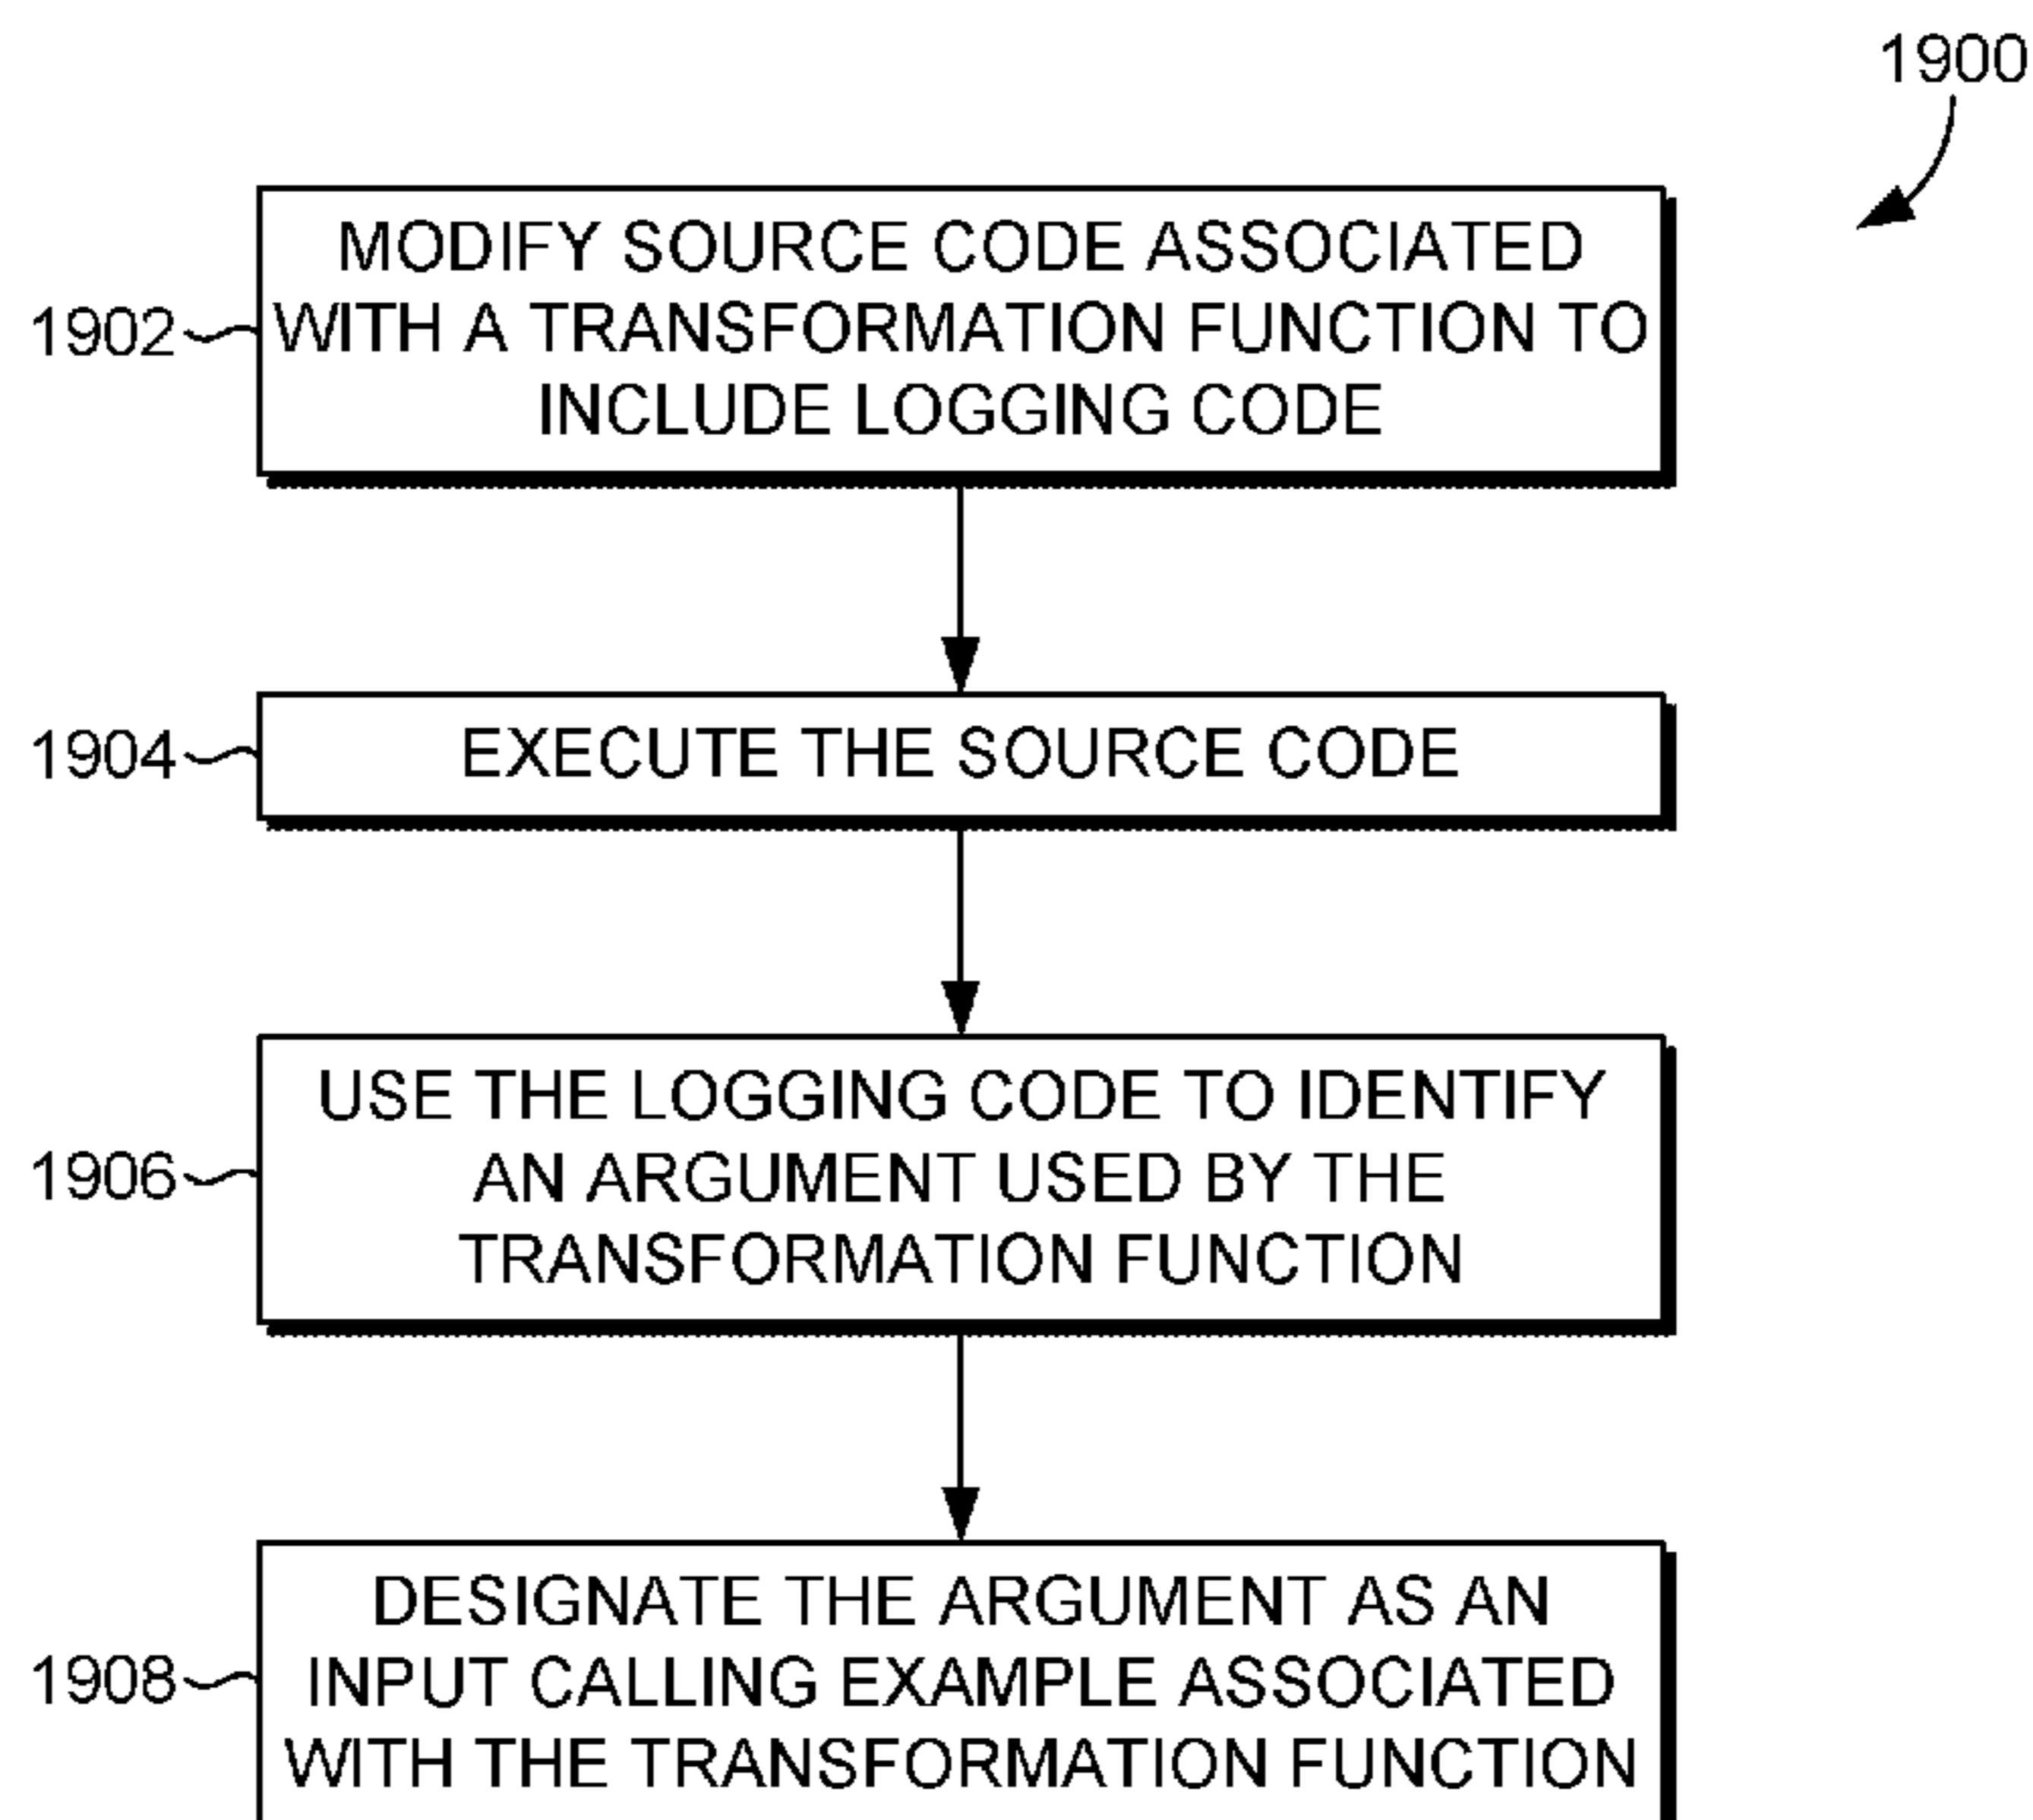 1900
MODIFY SOURCE CODE ASSOCIATED
1902 WITH A TRANSFORMATION FUNCTION TO
INCLUDE LOGGING CODE
1904 EXECUTE THE SOURCE CODE
USE THE LOGGING CODE TO IDENTIFY
1906 AN ARGUMENT USED BY THE
TRANSFORMATION FUNCTION
DESIGNATE THE ARGUMENT AS AN
1908 INPUT CALLING EXAMPLE ASSOCIATED
WITH THE TRANSFORMATION FUNCTION